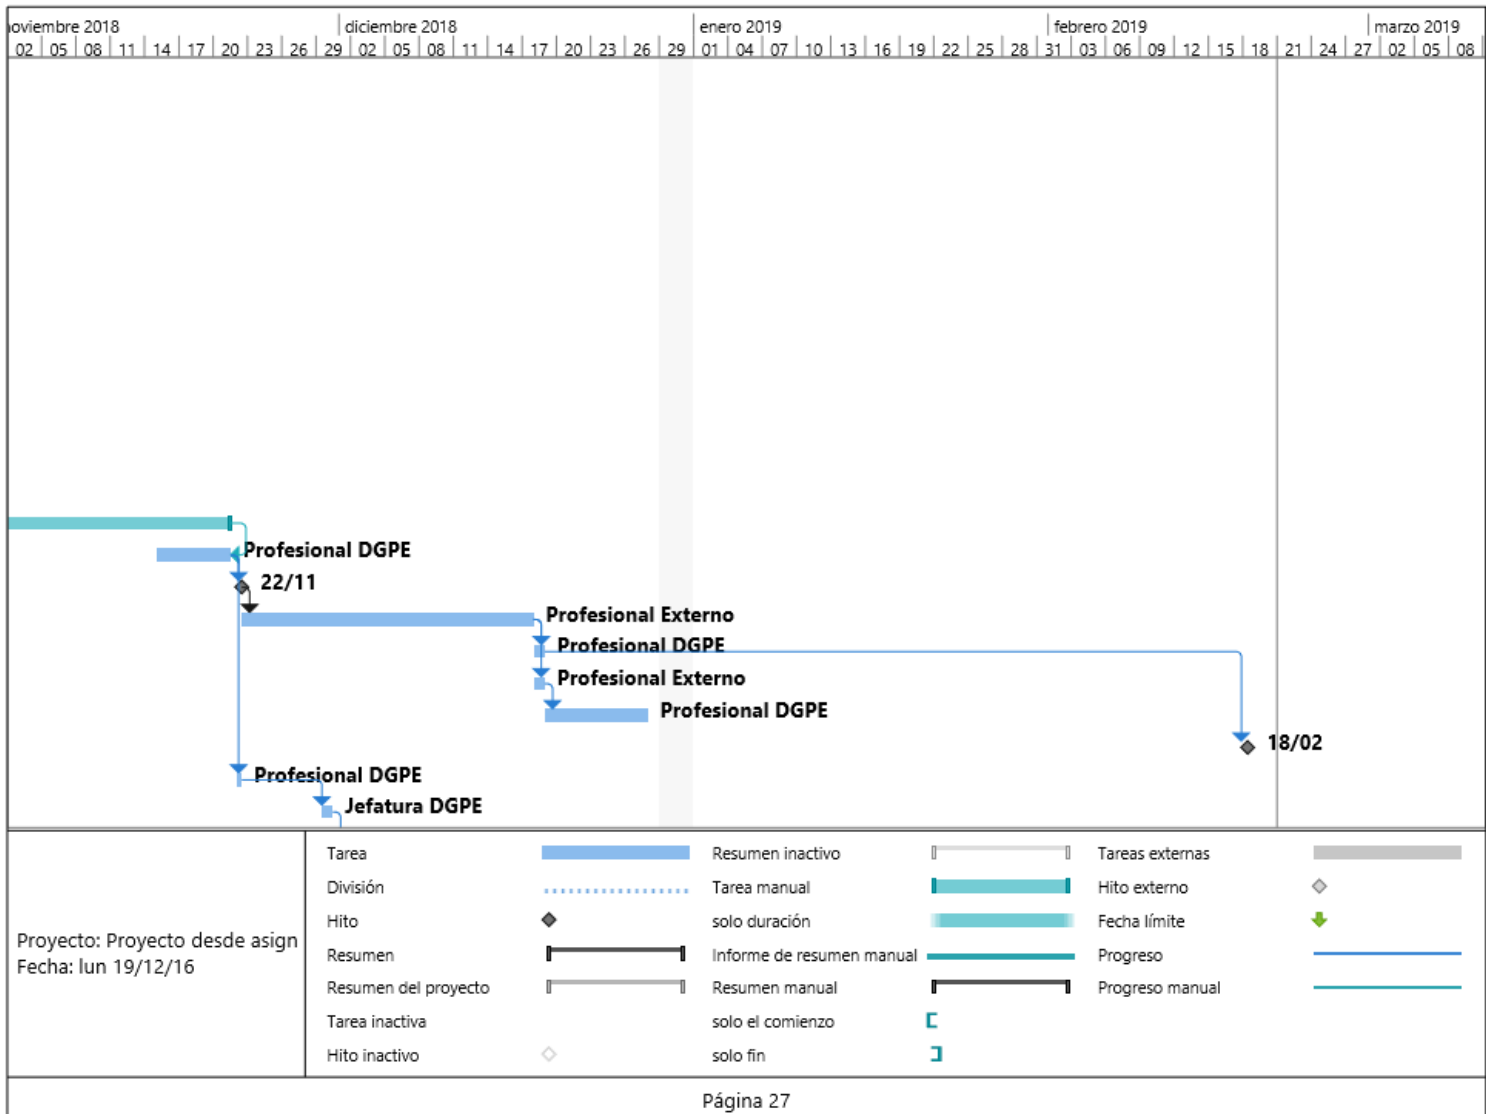 noviembre 2018 diciembre 2018 enero 2019 febrero 2019 marzo 2019
02 05 08 11 14 17 20 23 26 29 02 05 08 11 14 17 20 23 26 29 01 04 07 10 13 16 19 22 25 28 31 03 06 09 12 15 18 21 24 27 02 05 08
Profesional DGPE
22/11
Profesional Externo
Profesional DGPE
Profesional Externo
Profesional DGPE
18/02
Profesional DGPE
Jefatura DGPE
Proyecto: Proyecto desde asign
Fecha: lun 19/12/16
Tarea
División
Hito
Resumen
Resumen del proyecto
Tarea inactiva
Hito inactivo
Resumen inactivo
Tarea manual
solo duración
Informe de resumen manual
Resumen manual
solo el comienzo
solo fin
Tareas externas
Hito externo
Fecha límite
Progreso
Progreso manual
Página 27